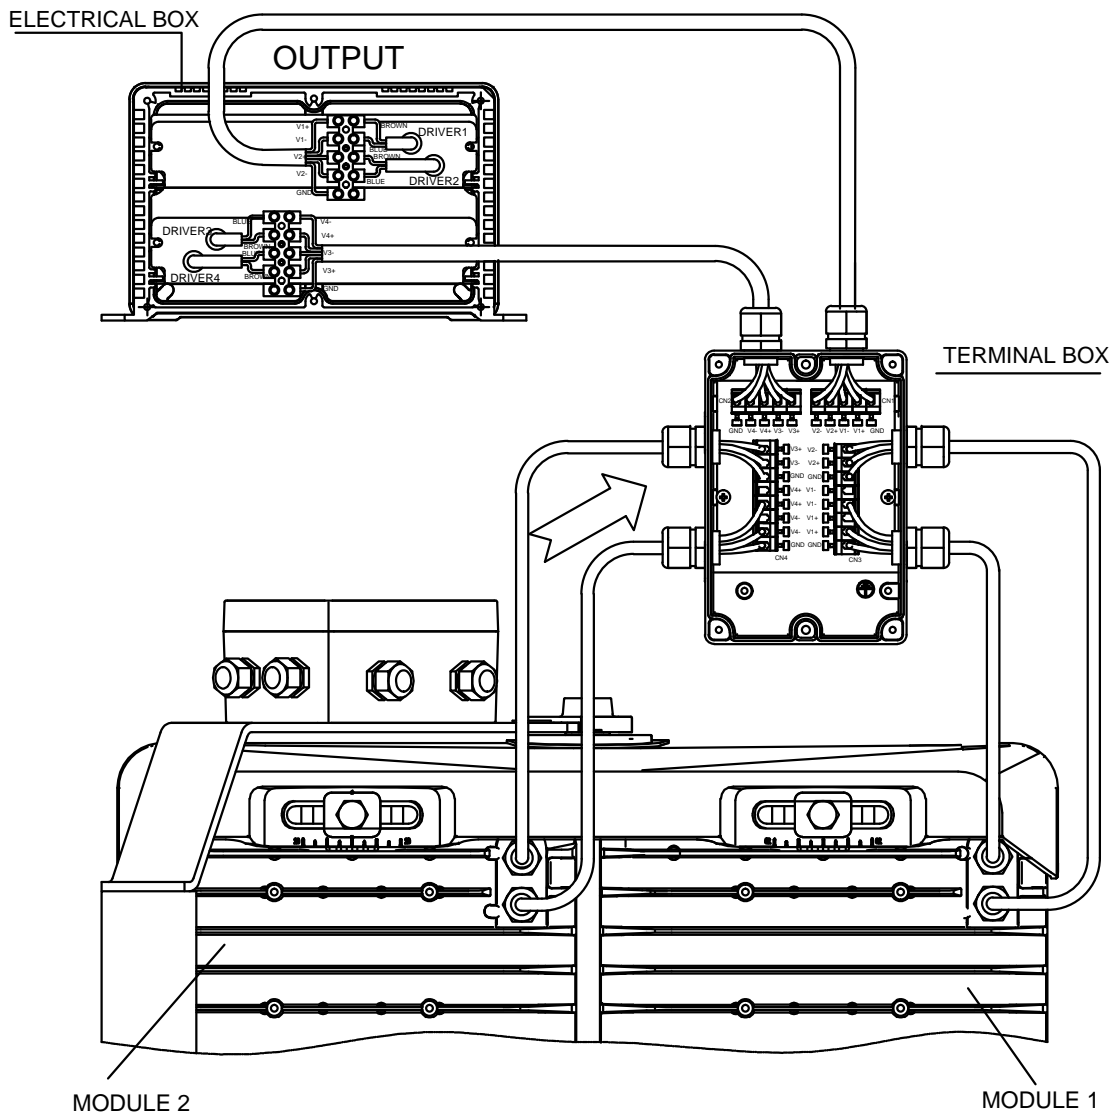 ELECTRICAL BOX
OUTPUT
V1+
BROWN
DRIVER1
V1-
BLUE
V2+
BROWN
V2-
BLUE
DRIVER2
GND
BLUE
V4-
DRIVER3
V4+
BROWN
BLUE
V3-
DRIVER4
BROWN
V3+
GND
TERMINAL BOX
CN2
CN1
GND V4- V4+ V3- V3+
V2- V2+ V1- V1+ GND
V3+ V2-
V3- V2+
GND GND
V4+ V1-
V4+ V1-
V4- V1+
V4- V1+
GND GND
CN4
CN3
MODULE 2
MODULE 1